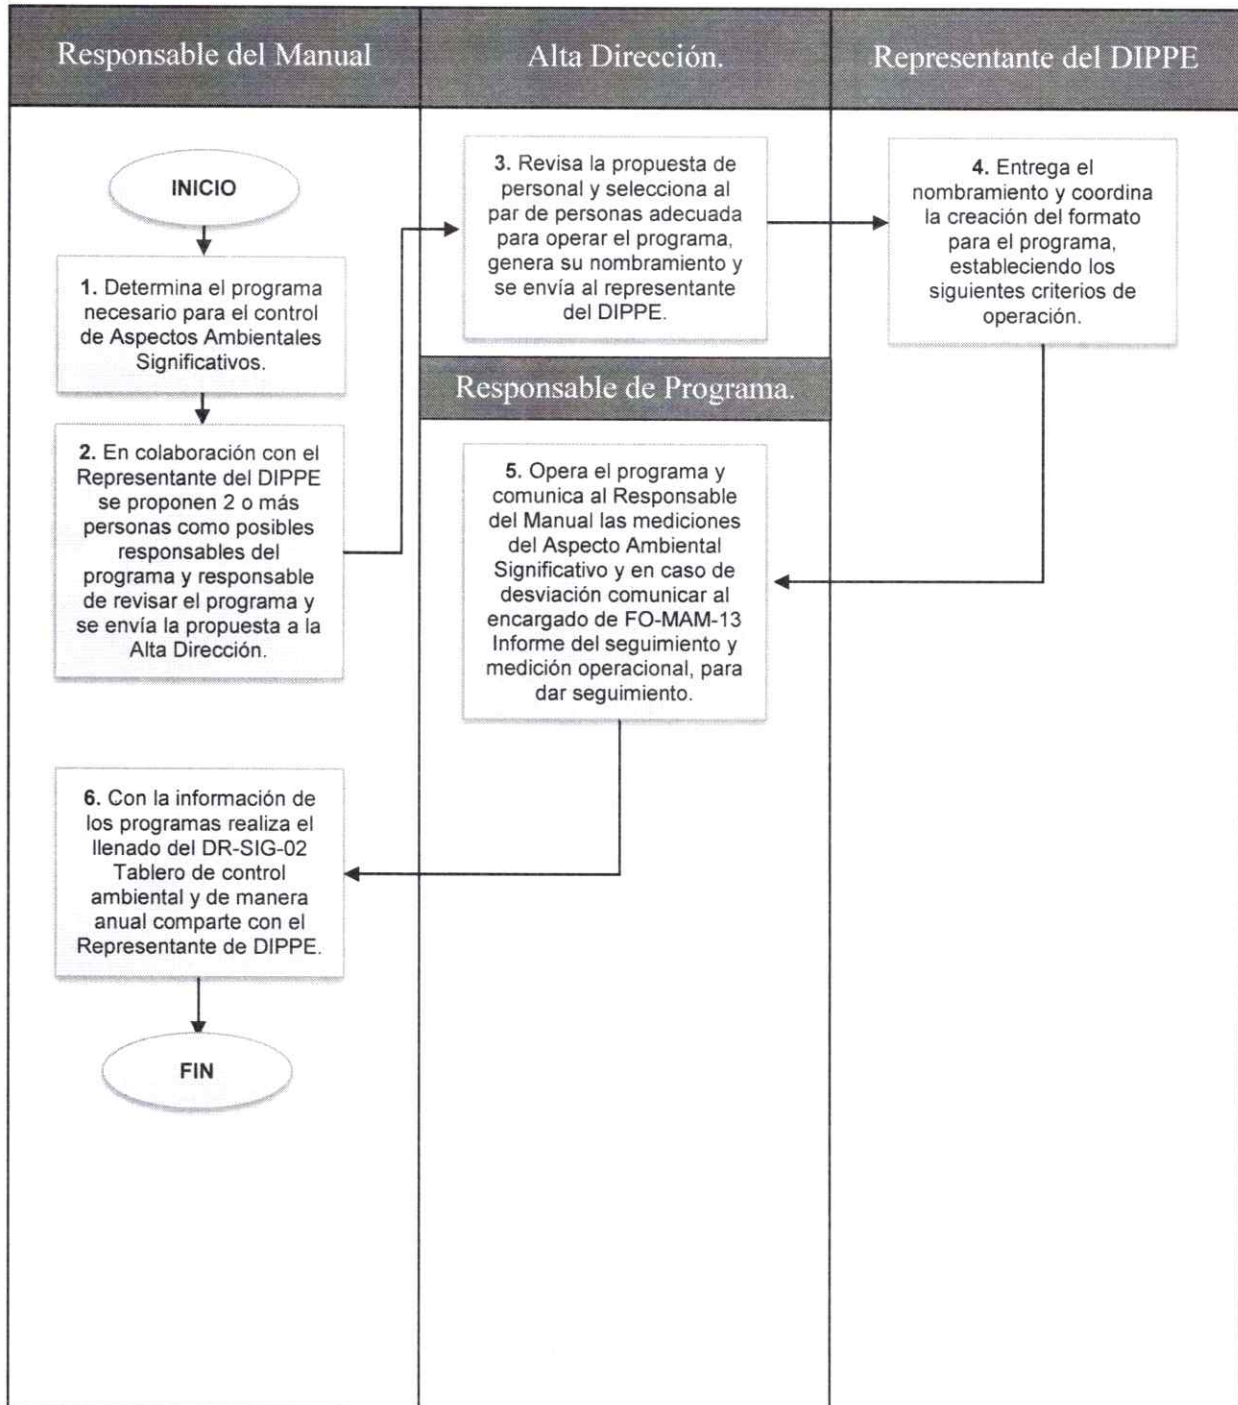 Responsable del Manual
Alta Dirección.
Representante del DIPPE
INICIO
1. Determina el programa
necesario para el control
de Aspectos Ambientales
Significativos.
2. En colaboración con el
Representante del DIPPE
se proponen 2 o más
personas como posibles
responsables del
programa y responsable
de revisar el programa y
se envía la propuesta a la
Alta Dirección.
3. Revisa la propuesta de
personal y selecciona al
par de personas adecuada
para operar el programa,
genera su nombramiento y
se envía al representante
del DIPPE.
4. Entrega el
nombramiento y coordina
la creación del formato
para el programa,
estableciendo los
siguientes criterios de
operación.
Responsable de Programa.
5. Opera el programa y
comunica al Responsable
del Manual las mediciones
del Aspecto Ambiental
Significativo y en caso de
desviación comunicar al
encargado de FO-MAM-13
Informe del seguimiento y
medición operacional, para
dar seguimiento.
6. Con la información de
los programas realiza el
llenado del DR-SIG-02
Tablero de control
ambiental y de manera
anual comparte con el
Representante de DIPPE.
FIN